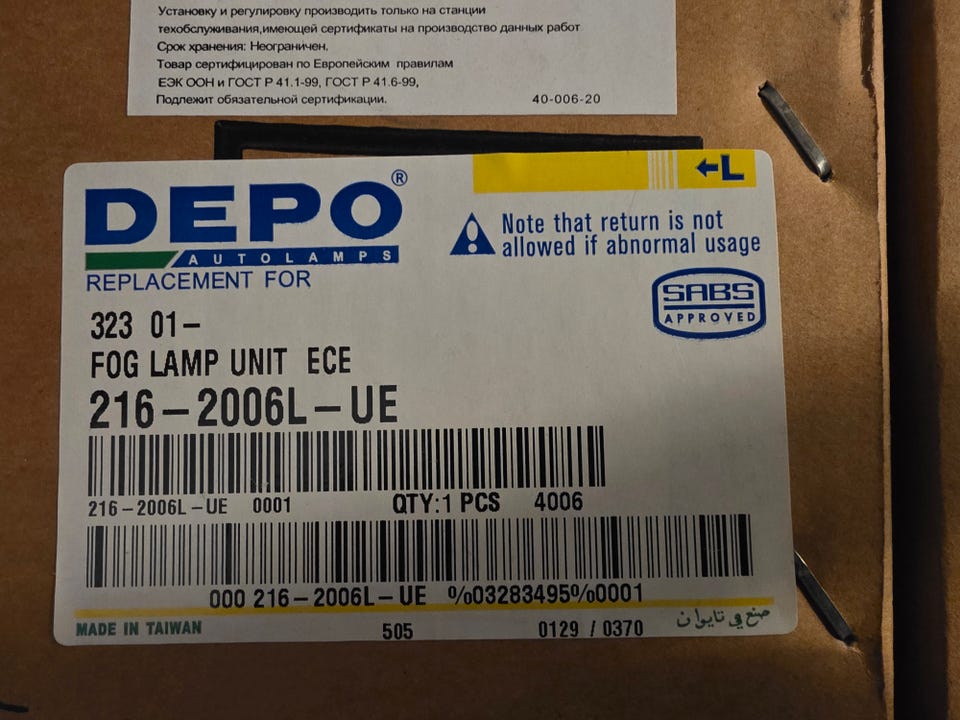 Установку и регулировку производить только на станции
техобслуживания,имеющей сертификаты на производство данных работ
Срок хранения: Неограничен,
Товар сертифицирован по Европейским правилам
ЕЭК ООН и ГОСТ Р 41.1-99, ГОСТ Р 41.6-99,
Подлежит обязательной сертификации.
40-006-20
←L
DEPO®
AUTOLAMPS
REPLACEMENT FOR
Note that return is not
allowed if abnormal usage
SABS
APPROVED
323 01-
FOG LAMP UNIT ECE
216-2006L-UE
216-2006L-UE 0001 QTY:1 PCS 4006
000 216-2006L-UE %03283495%0001
MADE IN TAIWAN 505 0129 / 0370 صنع في تايوان